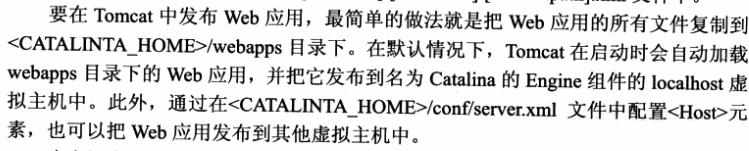 要在 Tomcat 中发布 Web 应用，最简单的做法就是把 Web 应用的所有文件复制到
<CATALINTA_HOME>/webapps 目录下。在默认情况下，Tomcat 在启动时会自动加载
webapps 目录下的 Web 应用，并把它发布到名为 Catalina 的 Engine 组件的 localhost 虚
拟主机中。此外，通过在<CATALINTA_HOME>/conf/server.xml 文件中配置<Host>元
素，也可以把 Web 应用发布到其他虚拟主机中。